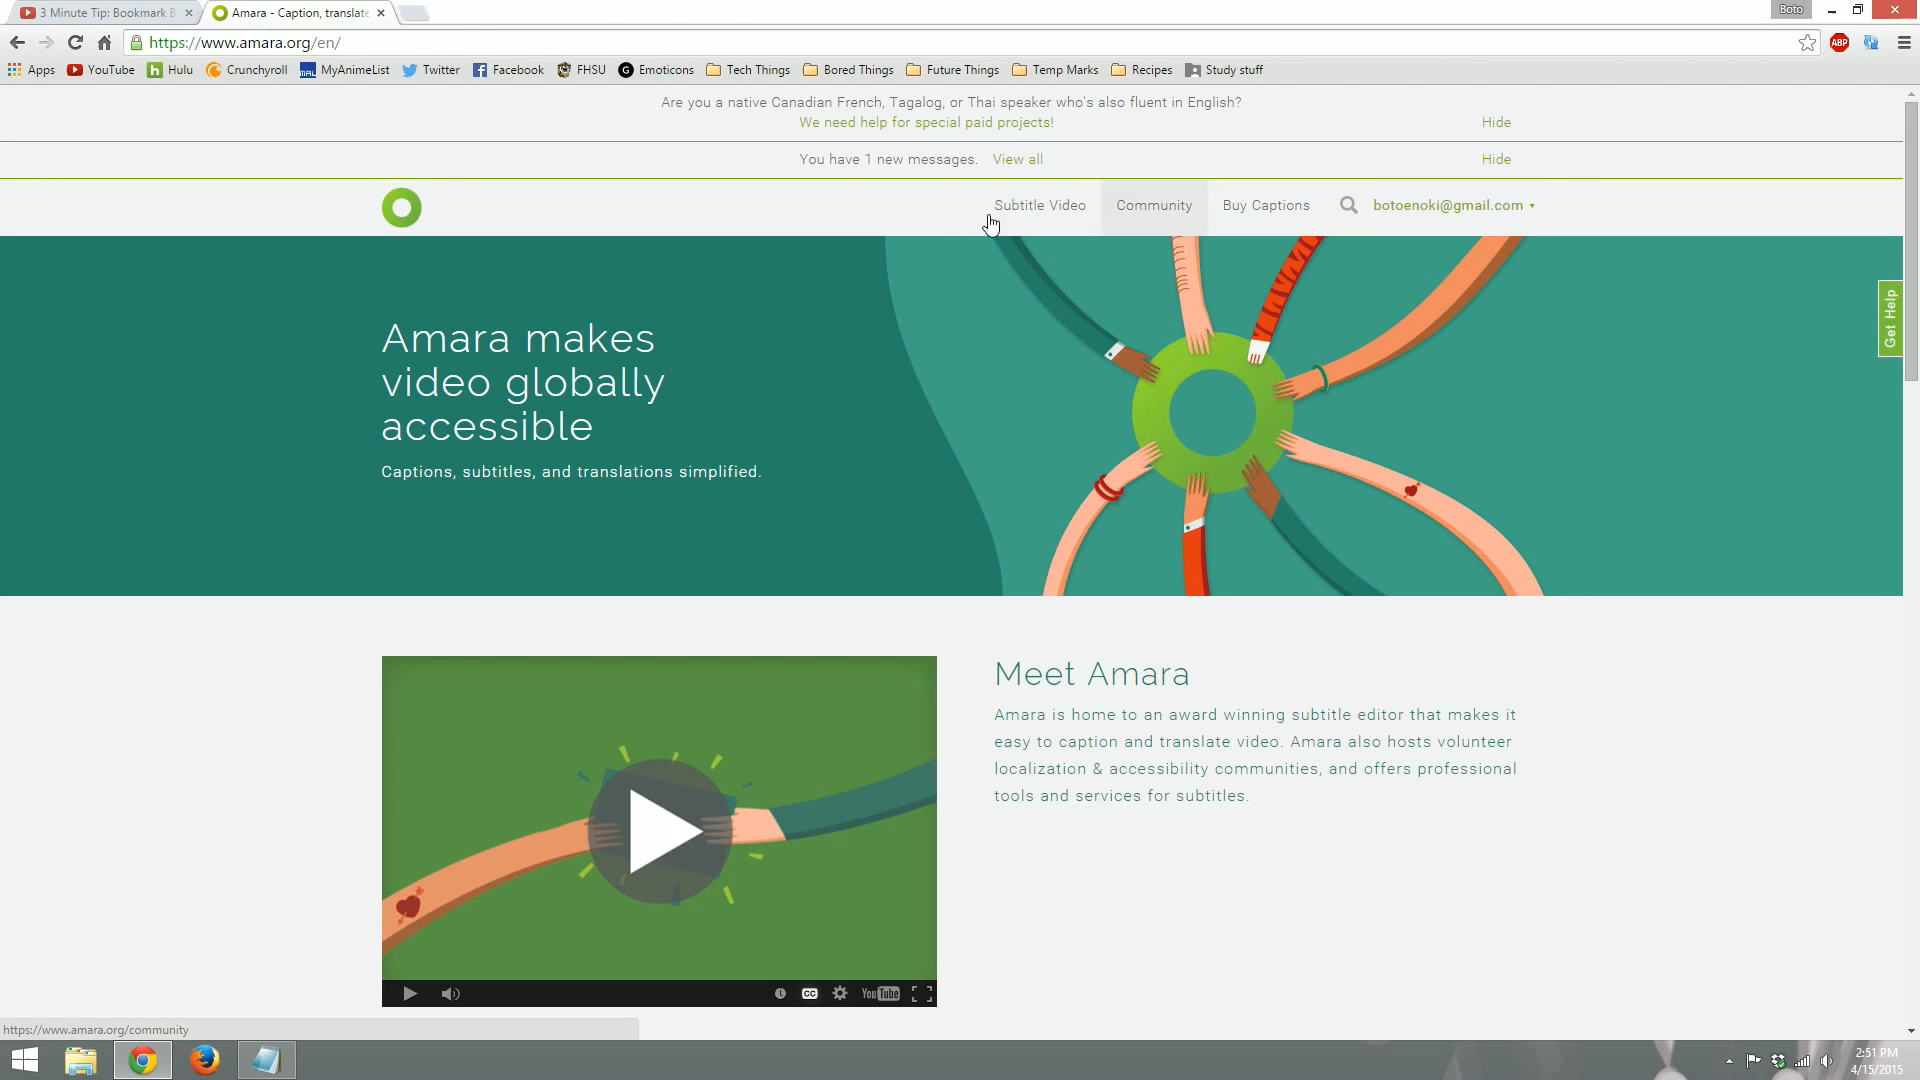 3 Minute Tip: Bookmark B
Amara - Caption, translate
Boto
https://www.amara.org/en/
ABP
Apps
YouTube
h Hulu
Crunchyroll
MAL MyAnimeList
Twitter
Facebook
FHSU
G Emoticons
Tech Things
Bored Things
Future Things
Temp Marks
Recipes
Study stuff
Are you a native Canadian French, Tagalog, or Thai speaker who's also fluent in English?
We need help for special paid projects!
Hide
You have 1 new messages. View all
Hide
Subtitle Video
Community
Buy Captions
botoenoki@gmail.com
Get Help
Amara makes
video globally
accessible
Captions, subtitles, and translations simplified.
Meet Amara
Amara is home to an award winning subtitle editor that makes it
easy to caption and translate video. Amara also hosts volunteer
localization & accessibility communities, and offers professional
tools and services for subtitles.
CC
YouTube
https://www.amara.org/community
2:51 PM
4/15/2015